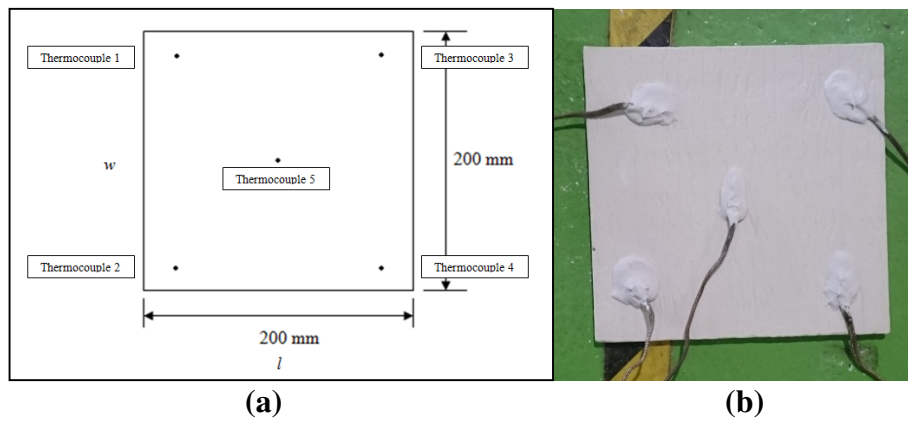 Thermocouple 1
Thermocouple 3
w
200 mm
Thermocouple 5
Thermocouple 2
Thermocouple 4
200 mm
l
(a)
(b)